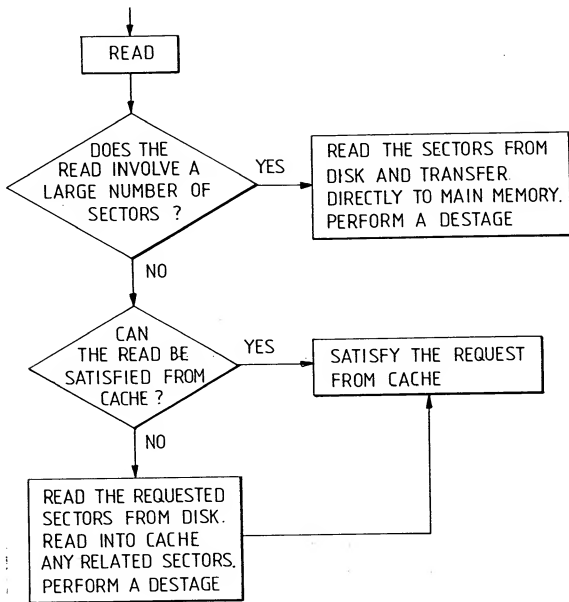 READ
DOES THE
READ INVOLVE A
LARGE NUMBER OF
SECTORS ?
YES
READ THE SECTORS FROM
DISK AND TRANSFER
DIRECTLY TO MAIN MEMORY.
PERFORM A DESTAGE
NO
CAN
THE READ BE
SATISFIED FROM
CACHE ?
YES
SATISFY THE REQUEST
FROM CACHE
NO
READ THE REQUESTED
SECTORS FROM DISK.
READ INTO CACHE
ANY RELATED SECTORS.
PERFORM A DESTAGE